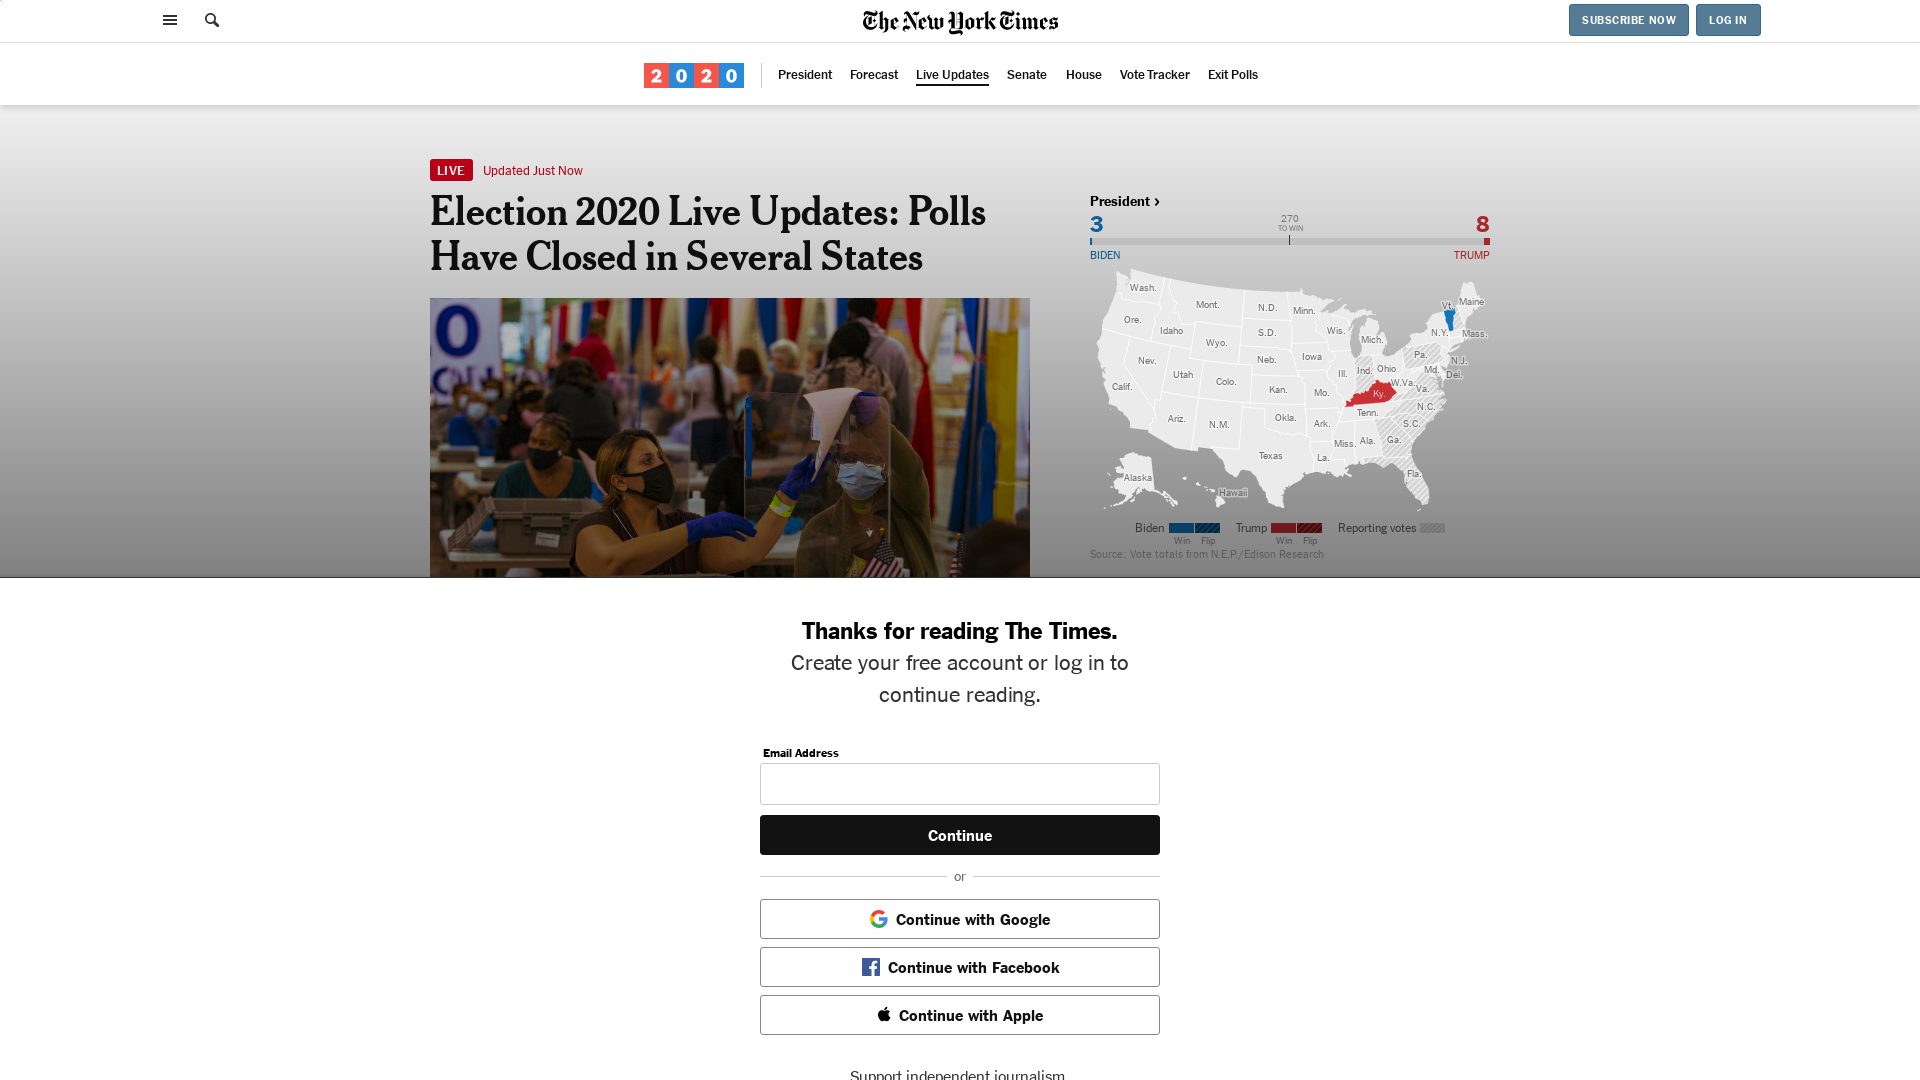 The New York Times
SUBSCRIBE NOW
LOG IN
2020
President
Forecast
Live Updates
Senate
House
Vote Tracker
Exit Polls
LIVE
Updated Just Now
Election 2020 Live Updates: Polls
Have Closed in Several States
President ›
3
270
TO WIN
8
BIDEN
TRUMP
Wash.
Mont.
N.D.
Minn.
Vt.
Maine
Ore.
Idaho
S.D.
Wis.
Mich.
N.Y.
Mass.
Wyo.
Nev.
Utah
Colo.
Neb.
Iowa
Ill.
Ind.
Ohio
Pa.
N.J.
Md.
Del.
Calif.
Kan.
Mo.
Ky.
W.Va.
Va.
Ariz.
N.M.
Okla.
Ark.
Tenn.
N.C.
S.C.
Texas
La.
Miss.
Ala.
Ga.
Fla.
Alaska
Hawaii
Biden
Trump
Reporting votes
Win
Flip
Win
Flip
Source: Vote totals from N.E.P./Edison Research
Thanks for reading The Times.
Create your free account or log in to
continue reading.
Email Address
Continue
or
Continue with Google
Continue with Facebook
Continue with Apple
Support independent journalism